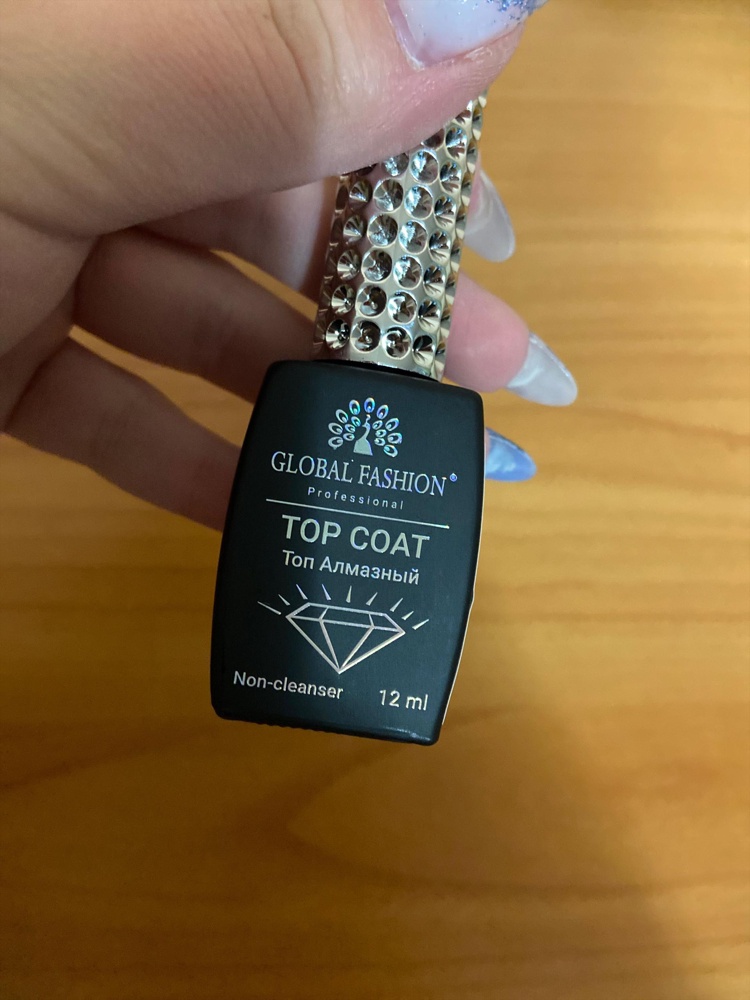 GLOBAL FASHION®
Professional
TOP COAT
Топ Алмазный
Non-cleanser
12 ml